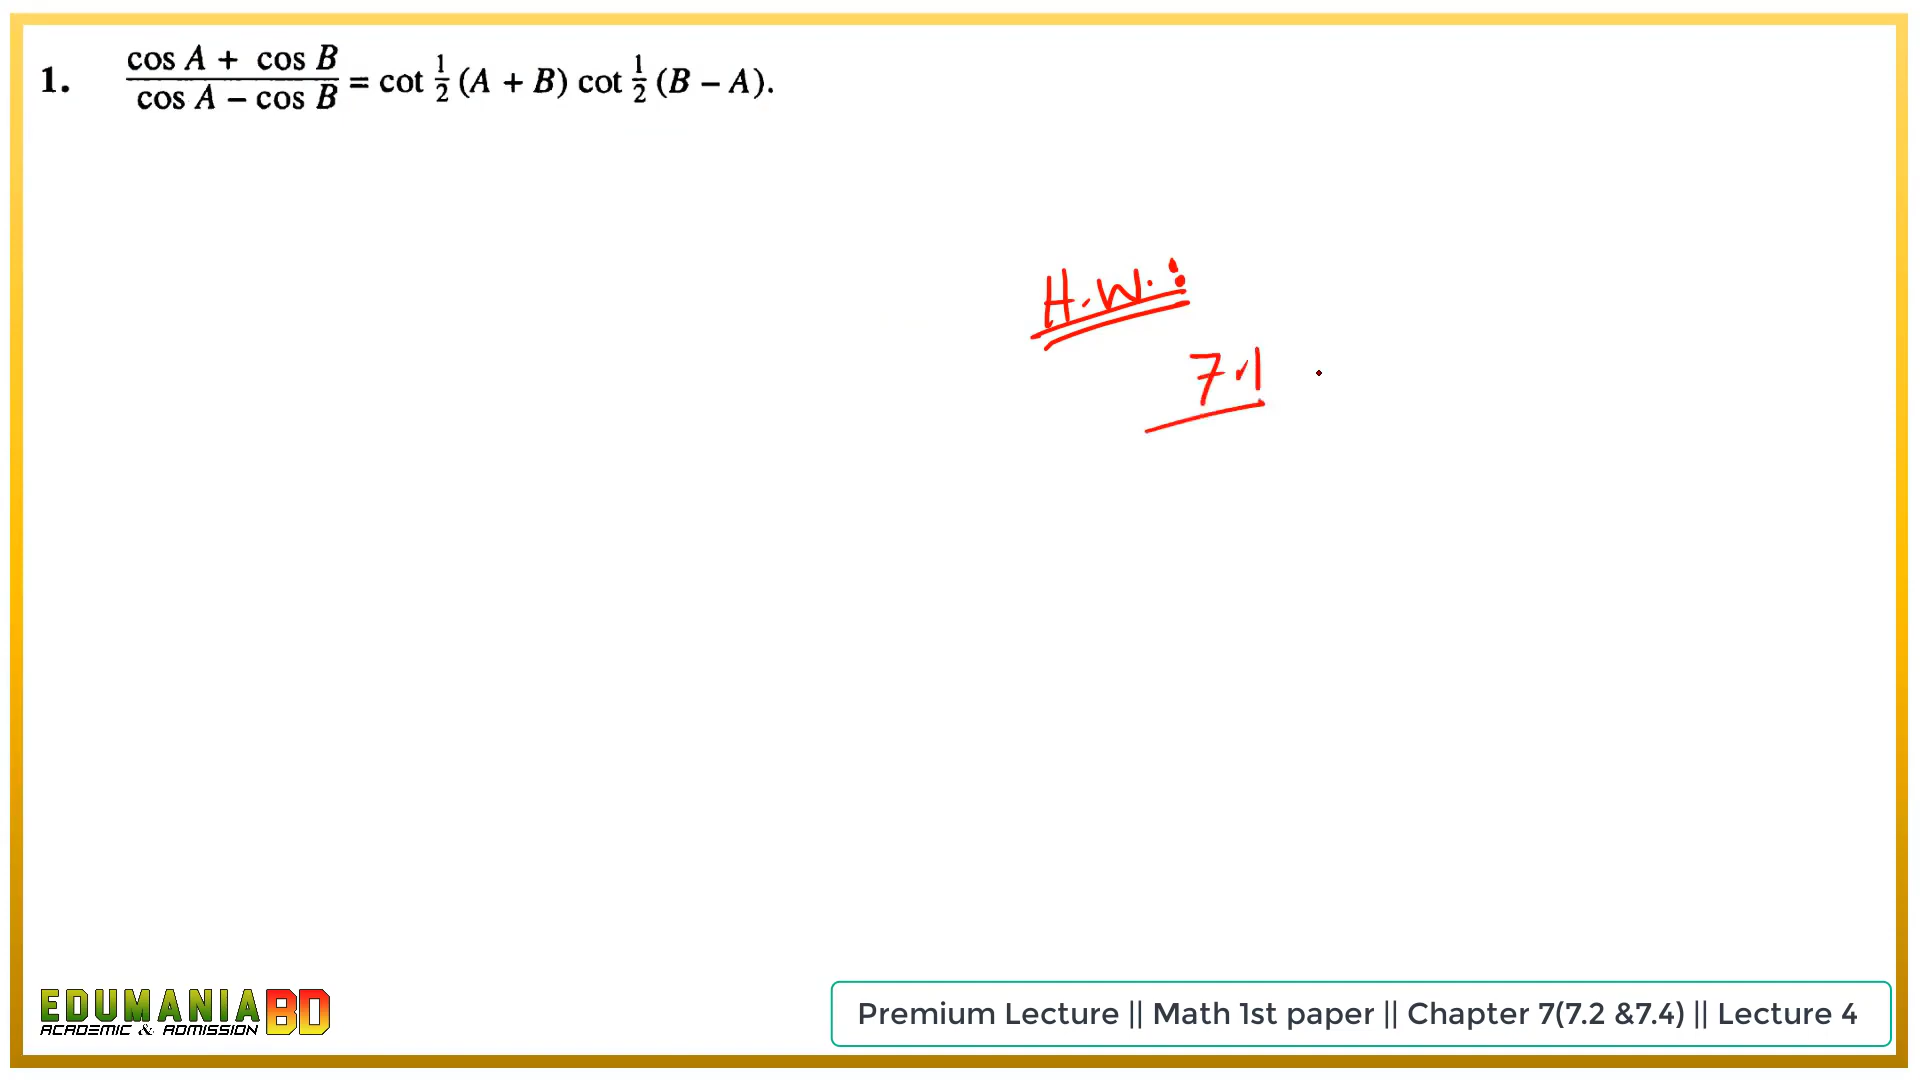 1. cos A + cos B / cos A – cos B = cot 1/2 (A + B) cot 1/2 (B – A).
H.W.:
7.1
EDUMANIA BD
ACADEMIC & ADMISSION
Premium Lecture || Math 1st paper || Chapter 7(7.2 &7.4) || Lecture 4